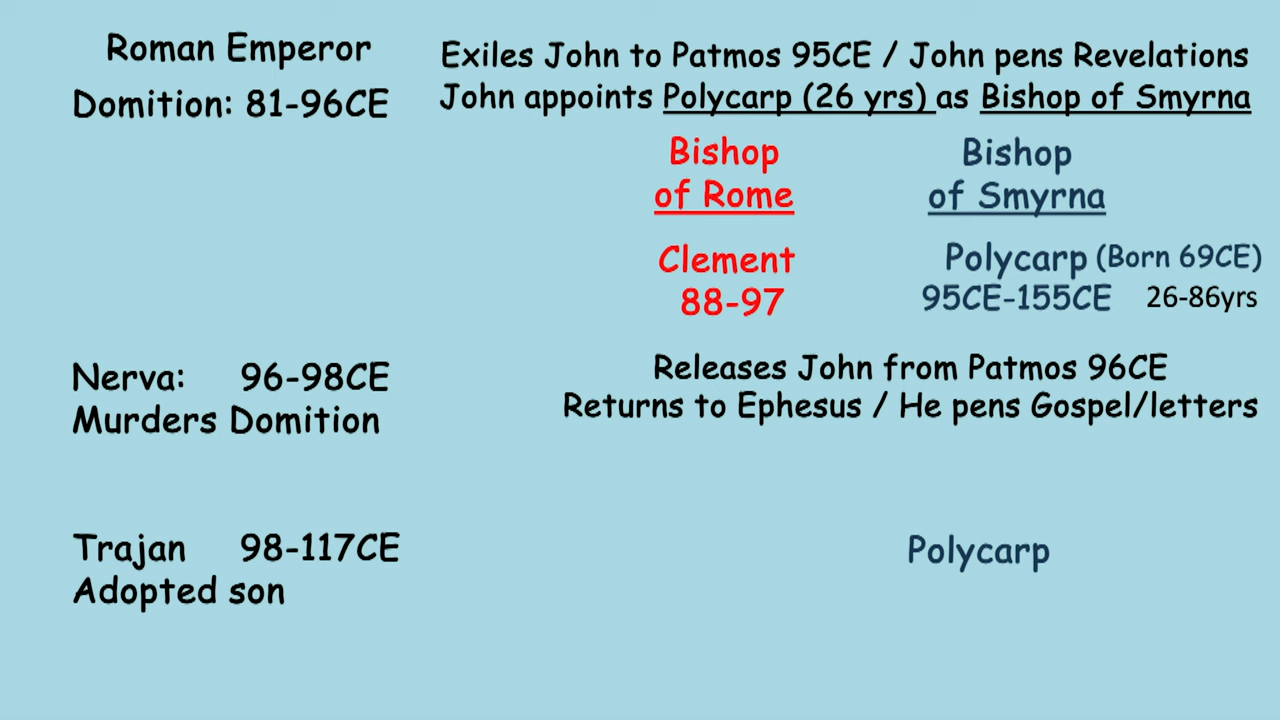 Roman Emperor
Domition: 81-96CE
Exiles John to Patmos 95CE / John pens Revelations
John appoints Polycarp (26 yrs) as Bishop of Smyrna
Bishop
of Rome
Bishop
of Smyrna
Clement
88-97
Polycarp (Born 69CE)
95CE-155CE 26-86yrs
Nerva: 96-98CE
Murders Domition
Releases John from Patmos 96CE
Returns to Ephesus / He pens Gospel/letters
Trajan 98-117CE
Adopted son
Polycarp